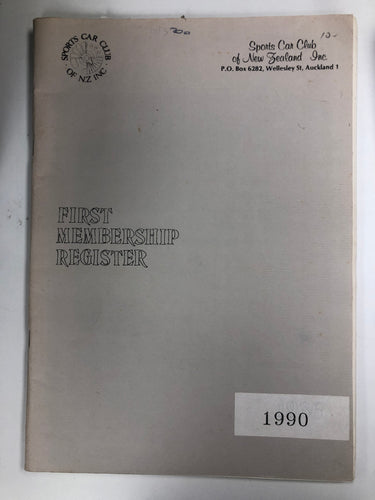 SPORTS CAR CLUB
OF N.Z INC.
Sports Car Club
of New Zealand Inc.
P.O. Box 6282, Wellesley St, Auckland 1
FIRST
MEMBERSHIP
REGISTER
1990